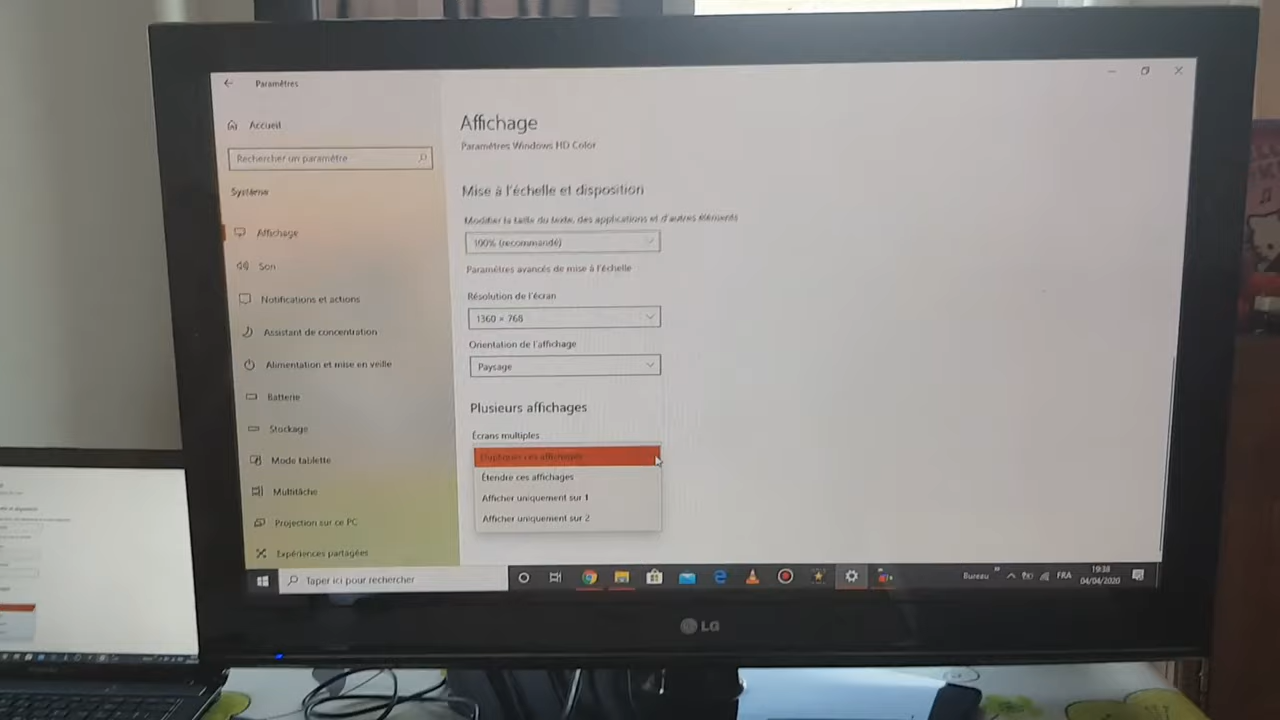 Paramètres
Accueil
Rechercher un paramètre
Système
Affichage
Son
Notifications et actions
Assistant de concentration
Alimentation et mise en veille
Batterie
Stockage
Mode tablette
Multitâche
Projection sur ce PC
Expériences partagées
Affichage
Paramètres Windows HD Color
Mise à l'échelle et disposition
Modifier la taille du texte, des applications et d'autres éléments
100% (recommandé)
Paramètres avancés de mise à l'échelle
Résolution de l'écran
1360 × 768
Orientation de l'affichage
Paysage
Plusieurs affichages
Écrans multiples
Dupliquer ces affichages
Étendre ces affichages
Afficher uniquement sur 1
Afficher uniquement sur 2
Taper ici pour rechercher
Bureau
FRA
19:38
04/04/2020
LG